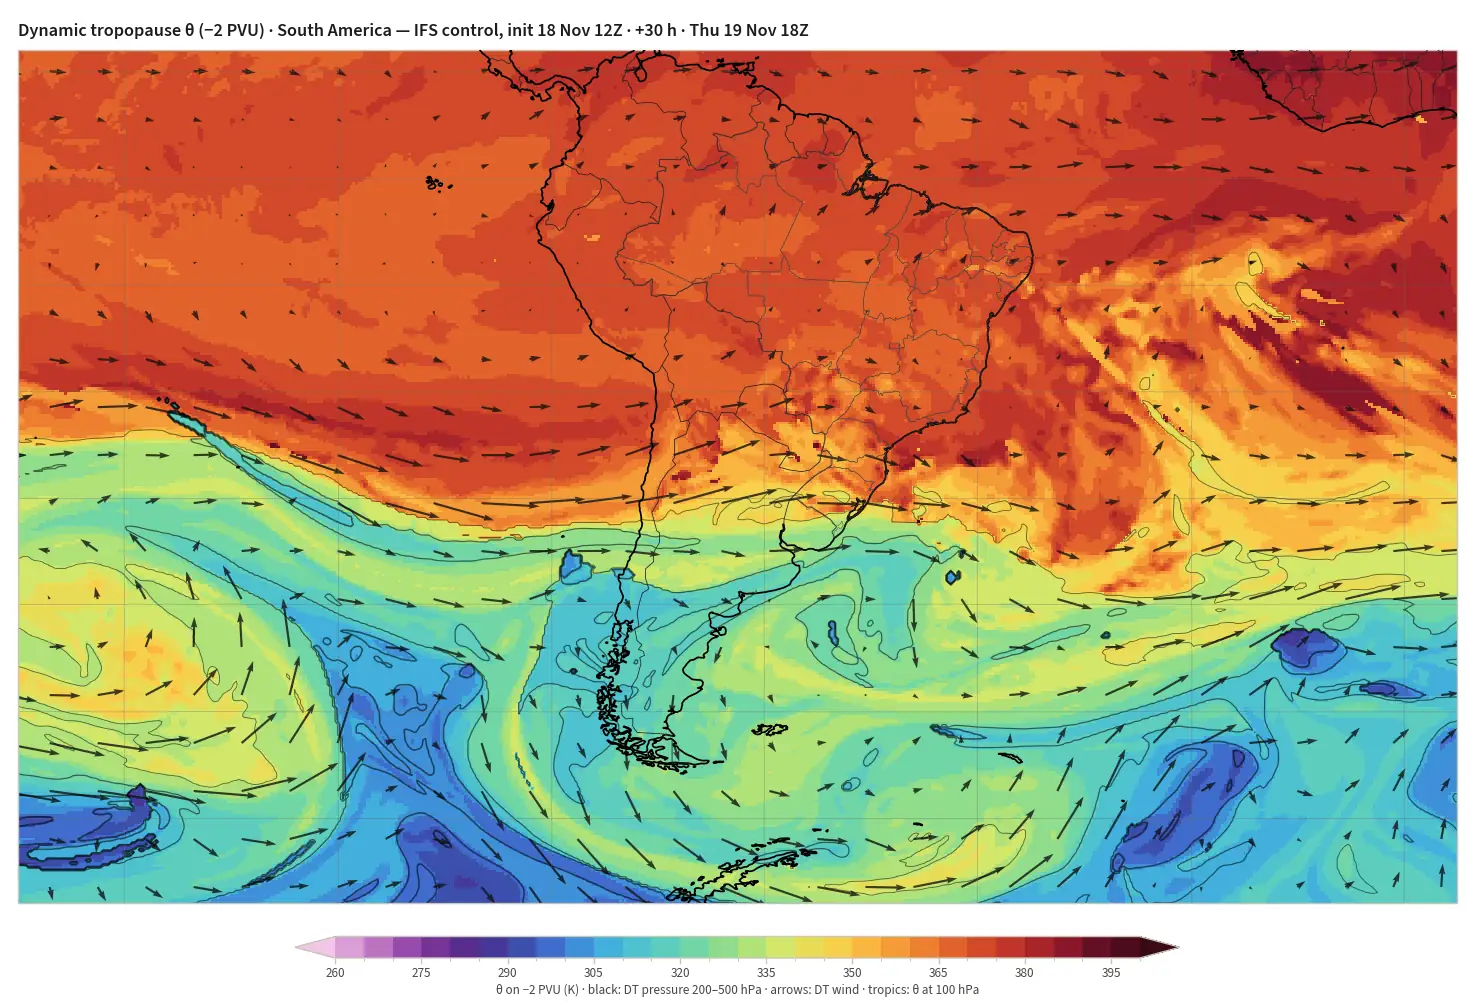 Dynamic tropopause θ (−2 PVU) · South America — IFS control, init 18 Nov 12Z · +30 h · Thu 19 Nov 18Z
260 275 290 305 320 335 350 365 380 395
θ on −2 PVU (K) · black: DT pressure 200–500 hPa · arrows: DT wind · tropics: θ at 100 hPa